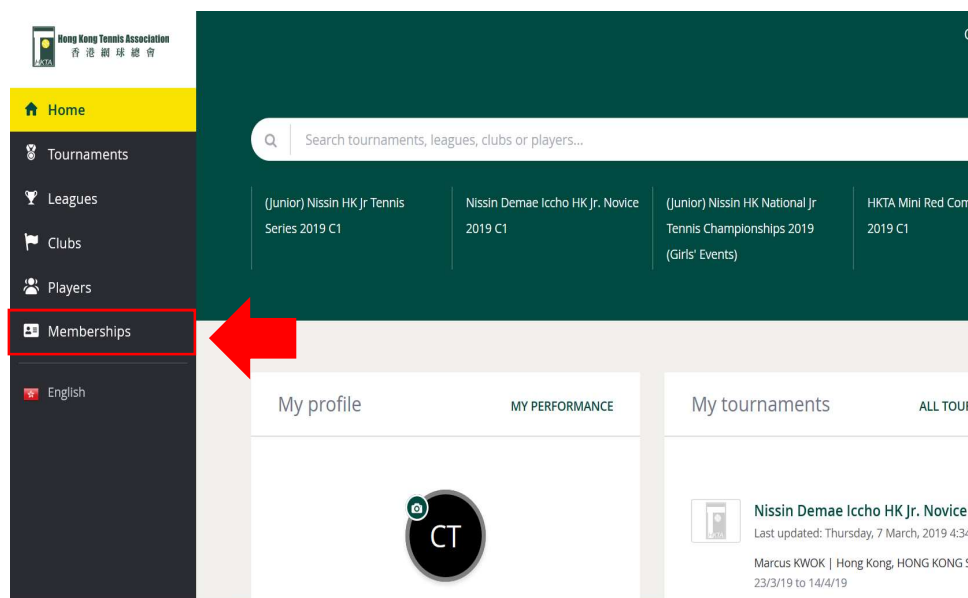 Hong Kong Tennis Association
香港網球總會
HKTA
Home
Tournaments
Leagues
Clubs
Players
Memberships
English
Search tournaments, leagues, clubs or players...
(Junior) Nissin HK Jr Tennis
Series 2019 C1
Nissin Demae Iccho HK Jr. Novice
2019 C1
(Junior) Nissin HK National Jr
Tennis Championships 2019
(Girls' Events)
HKTA Mini Red Com
2019 C1
My profile
MY PERFORMANCE
CT
My tournaments
ALL TOUR
Nissin Demae Iccho HK Jr. Novice
Last updated: Thursday, 7 March, 2019 4:34
Marcus KWOK | Hong Kong, HONG KONG S
23/3/19 to 14/4/19